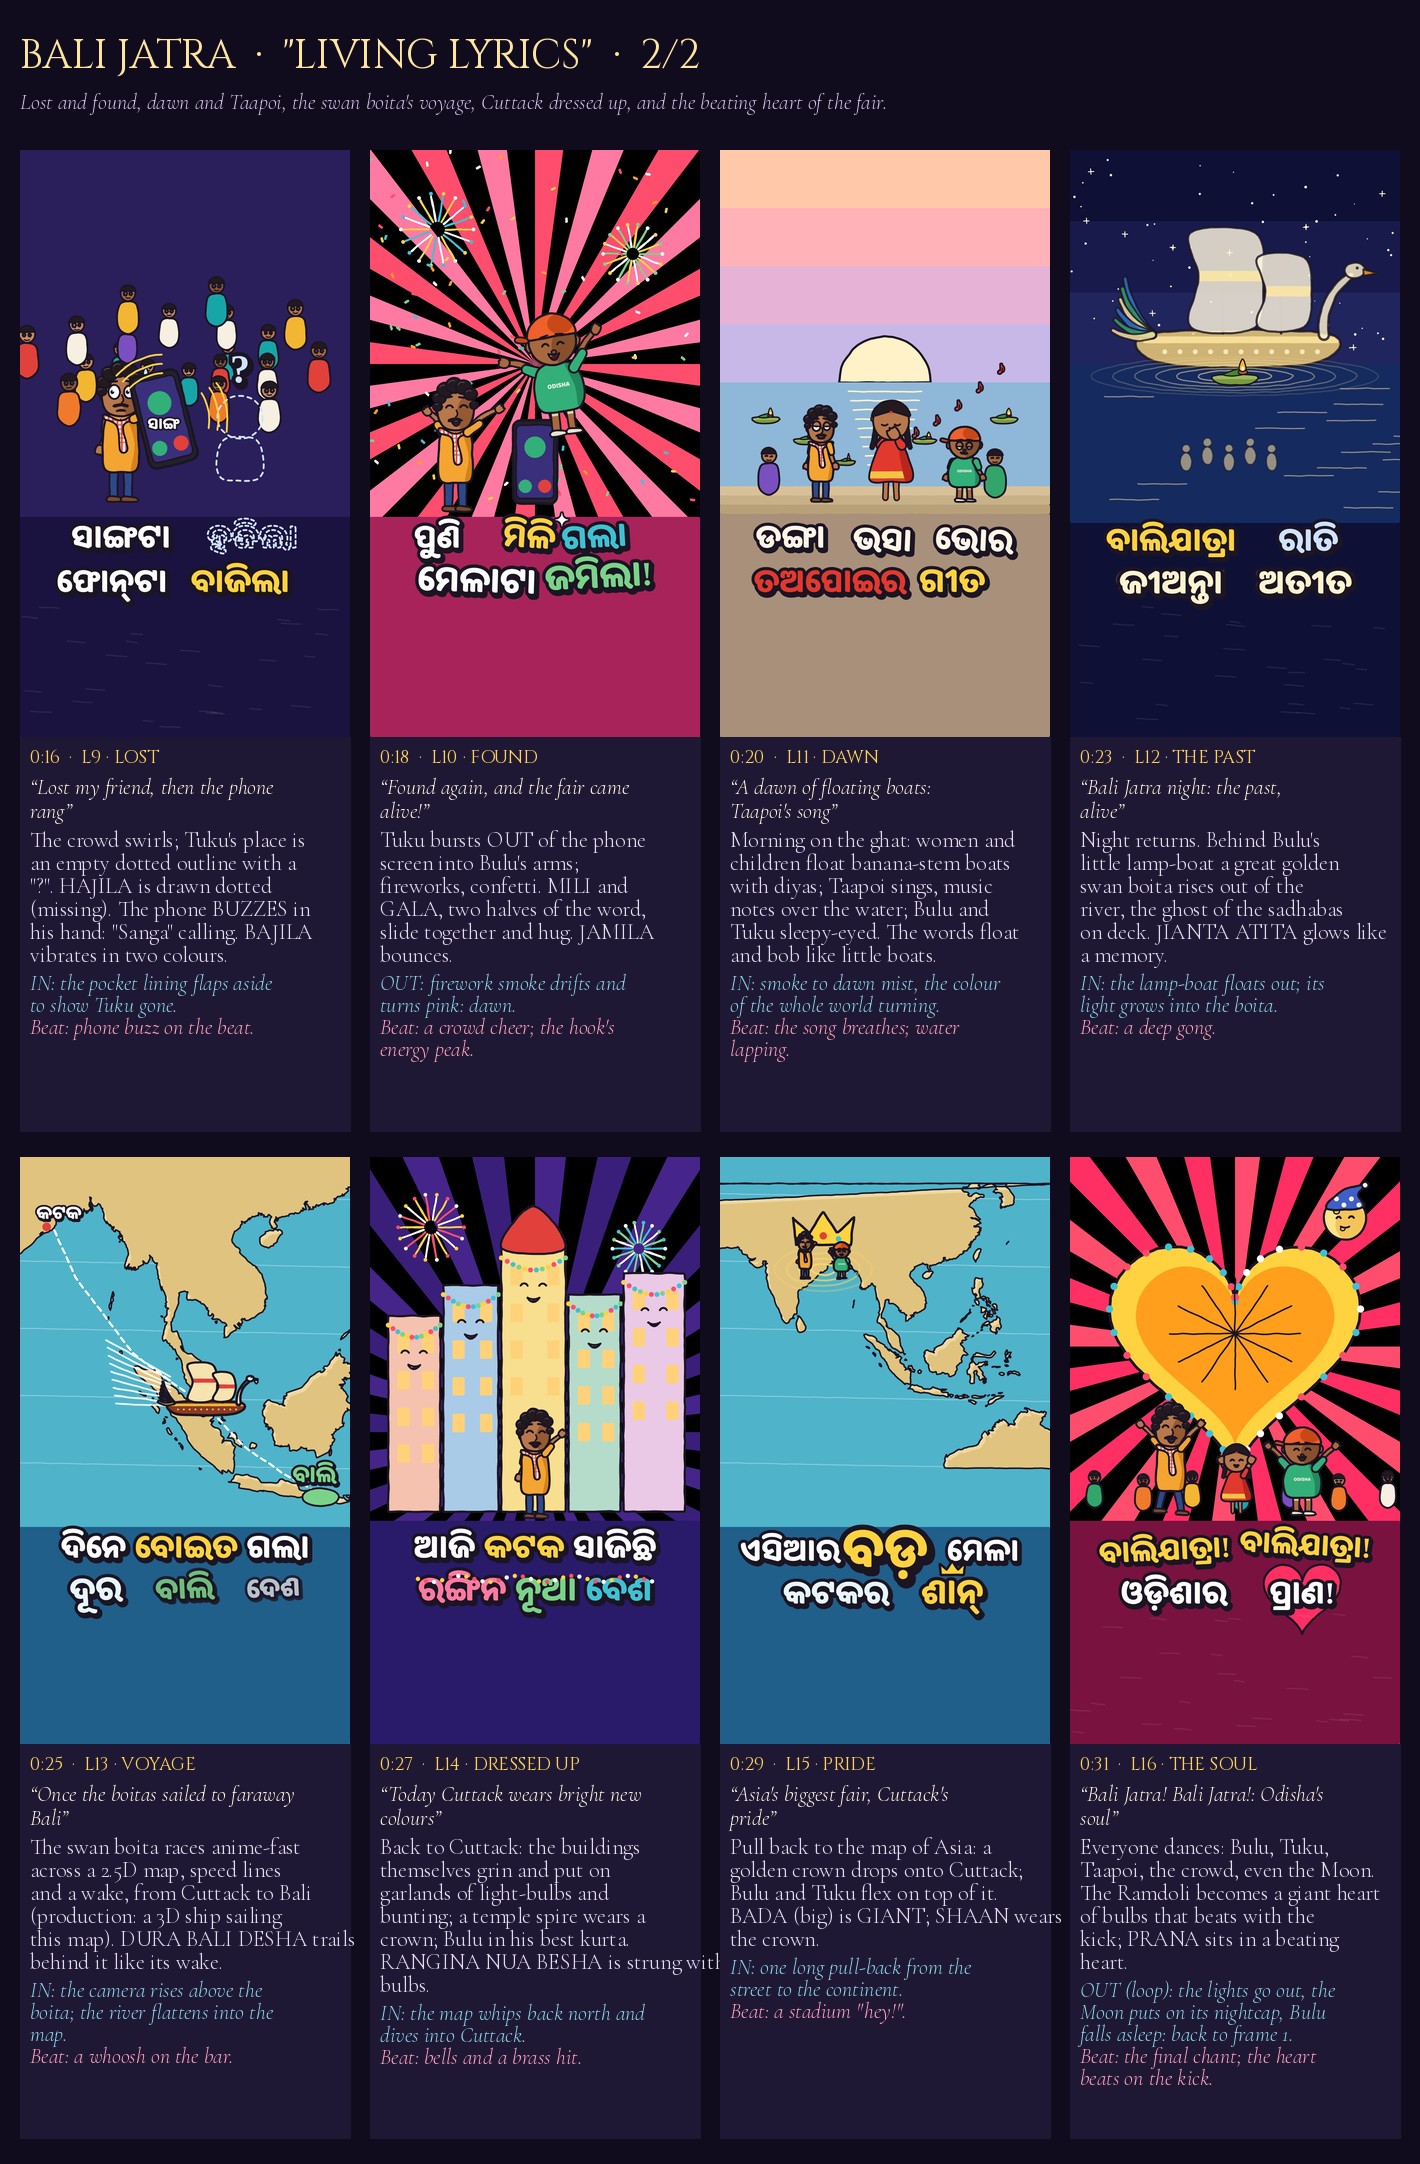 BALI JATRA · "LIVING LYRICS" · 2/2
Lost and found, dawn and Taapoi, the swan boita's voyage, Cuttack dressed up, and the beating heart of the fair.
?
ସାଙ୍ଗ
ସାଙ୍ଗଟା ହଜିଲା
ଫୋନ୍‌ଟା ବାଜିଲା
0:16 · L9 · LOST
“Lost my friend, then the phone
rang”
The crowd swirls; Tuku's place is
an empty dotted outline with a
"?". HAJILA is drawn dotted
(missing). The phone BUZZES in
his hand: "Sanga" calling. BAJILA
vibrates in two colours.
IN: the pocket lining flaps aside
to show Tuku gone.
Beat: phone buzz on the beat.
ODISHA
ପୁଣି ମିଳିଗଲା
ମେଳାଟା ଜମିଲା!
0:18 · L10 · FOUND
“Found again, and the fair came
alive!”
Tuku bursts OUT of the phone
screen into Bulu's arms;
fireworks, confetti. MILI and
GALA, two halves of the word,
slide together and hug. JAMILA
bounces.
OUT: firework smoke drifts and
turns pink: dawn.
Beat: a crowd cheer; the hook's
energy peak.
ODISHA
ଡଙ୍ଗା ଭସା ଭୋର
ତଅପୋଇର ଗୀତ
0:20 · L11 · DAWN
“A dawn of floating boats:
Taapoi's song”
Morning on the ghat: women and
children float banana-stem boats
with diyas; Taapoi sings, music
notes over the water; Bulu and
Tuku sleepy-eyed. The words float
and bob like little boats.
IN: smoke to dawn mist, the colour
of the whole world turning.
Beat: the song breathes; water
lapping.
ବାଲିଯାତ୍ରା ରାତି
ଜୀଅନ୍ତା ଅତୀତ
0:23 · L12 · THE PAST
“Bali Jatra night: the past,
alive”
Night returns. Behind Bulu's
little lamp-boat a great golden
swan boita rises out of the
river, the ghost of the sadhabas
on deck. JIANTA ATITA glows like
a memory.
IN: the lamp-boat floats out; its
light grows into the boita.
Beat: a deep gong.
କଟକ
ବାଲି
ଦିନେ ବୋଇତ ଗଲା
ଦୂର ବାଲି ଦେଶ
0:25 · L13 · VOYAGE
“Once the boitas sailed to faraway
Bali”
The swan boita races anime-fast
across a 2.5D map, speed lines
and a wake, from Cuttack to Bali
(production: a 3D ship sailing
this map). DURA BALI DESHA trails
behind it like its wake.
IN: the camera rises above the
boita; the river flattens into the
map.
Beat: a whoosh on the bar.
ଆଜି କଟକ ସାଜିଛି
ରଙ୍ଗିନ ନୂଆ ବେଶ
0:27 · L14 · DRESSED UP
“Today Cuttack wears bright new
colours”
Back to Cuttack: the buildings
themselves grin and put on
garlands of light-bulbs and
bunting; a temple spire wears a
crown; Bulu in his best kurta.
RANGINA NUA BESHA is strung with
bulbs.
IN: the map whips back north and
dives into Cuttack.
Beat: bells and a brass hit.
ଏସିଆର ବଡ଼ ମେଳା
କଟକର ଶାନ୍
0:29 · L15 · PRIDE
“Asia's biggest fair, Cuttack's
pride”
Pull back to the map of Asia: a
golden crown drops onto Cuttack;
Bulu and Tuku flex on top of it.
BADA (big) is GIANT; SHAAN wears
the crown.
IN: one long pull-back from the
street to the continent.
Beat: a stadium "hey!".
ODISHA
ବାଲିଯାତ୍ରା! ବାଲିଯାତ୍ରା!
ଓଡ଼ିଶାର ପ୍ରାଣ!
0:31 · L16 · THE SOUL
“Bali Jatra! Bali Jatra!: Odisha's
soul”
Everyone dances: Bulu, Tuku,
Taapoi, the crowd, even the Moon.
The Ramdoli becomes a giant heart
of bulbs that beats with the
kick; PRANA sits in a beating
heart.
OUT (loop): the lights go out, the
Moon puts on its nightcap, Bulu
falls asleep: back to frame 1.
Beat: the final chant; the heart
beats on the kick.